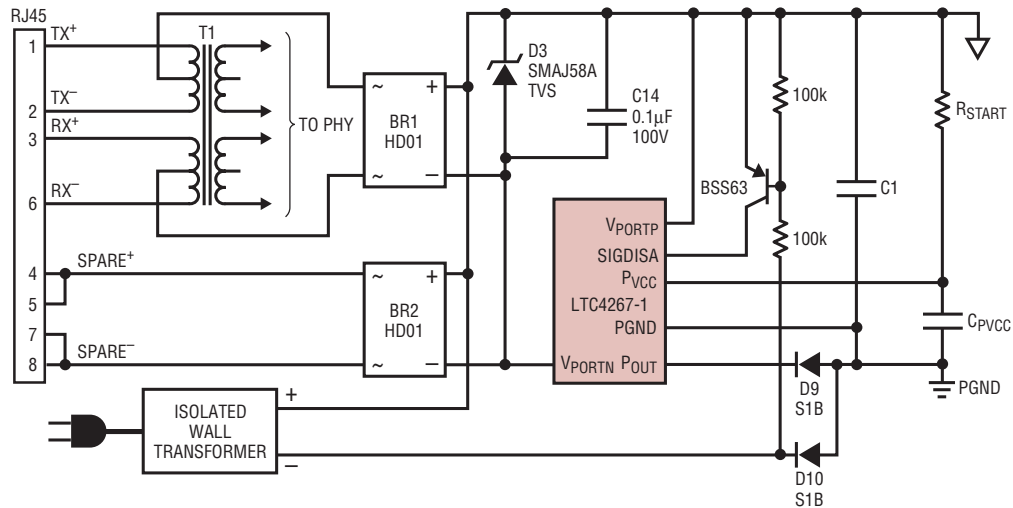 RJ45
1
TX+
2
TX–
3
RX+
6
RX–
4
SPARE+
5
7
8
SPARE–
T1
TO PHY
~
+
BR1
HD01
~
–
~
+
BR2
HD01
~
–
D3
SMAJ58A
TVS
C14
0.1µF
100V
100k
BSS63
100k
RSTART
C1
VPORTP
SIGDISA
PVCC
LTC4267-1
PGND
VPORTN POUT
CPVCC
PGND
D9
S1B
D10
S1B
ISOLATED
WALL
TRANSFORMER
+
–